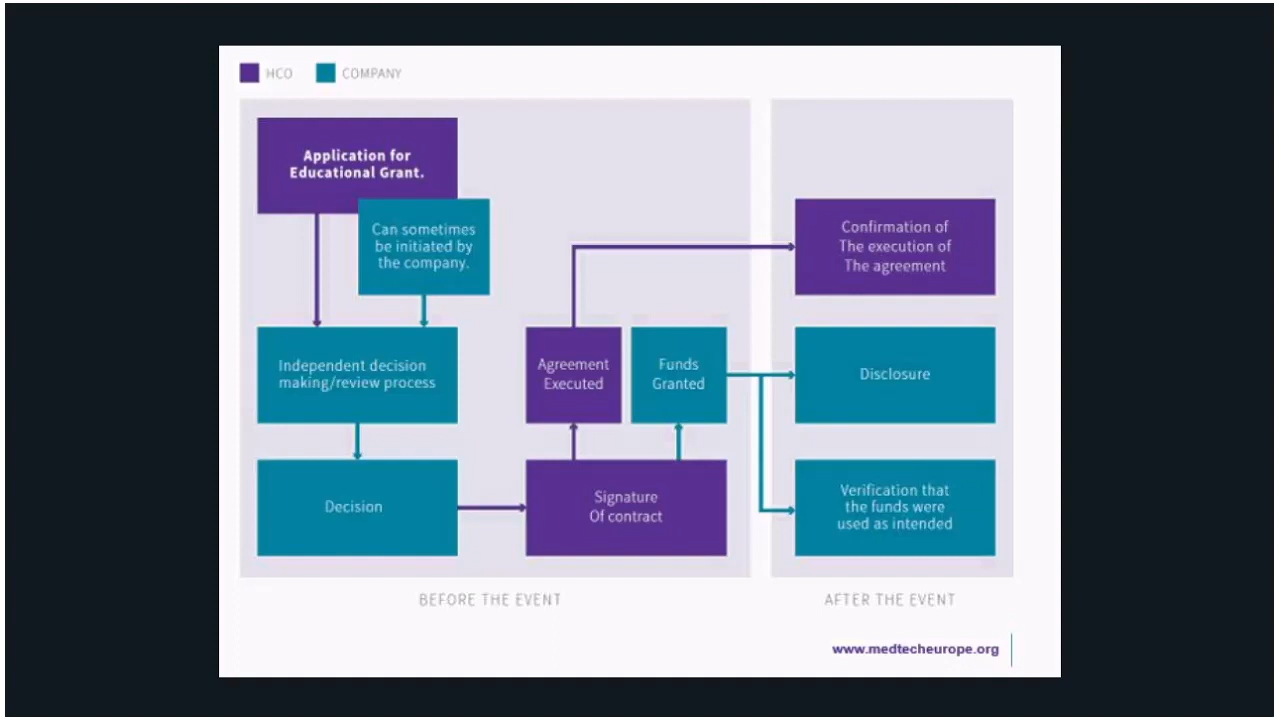 HCO
COMPANY
Application for
Educational Grant.
Can sometimes
be initiated by
the company.
Independent decision
making/review process
Decision
Agreement
Executed
Funds
Granted
Signature
Of contract
Confirmation of
The execution of
The agreement
Disclosure
Verification that
the funds were
used as intended
BEFORE THE EVENT
AFTER THE EVENT
www.medtecheurope.org